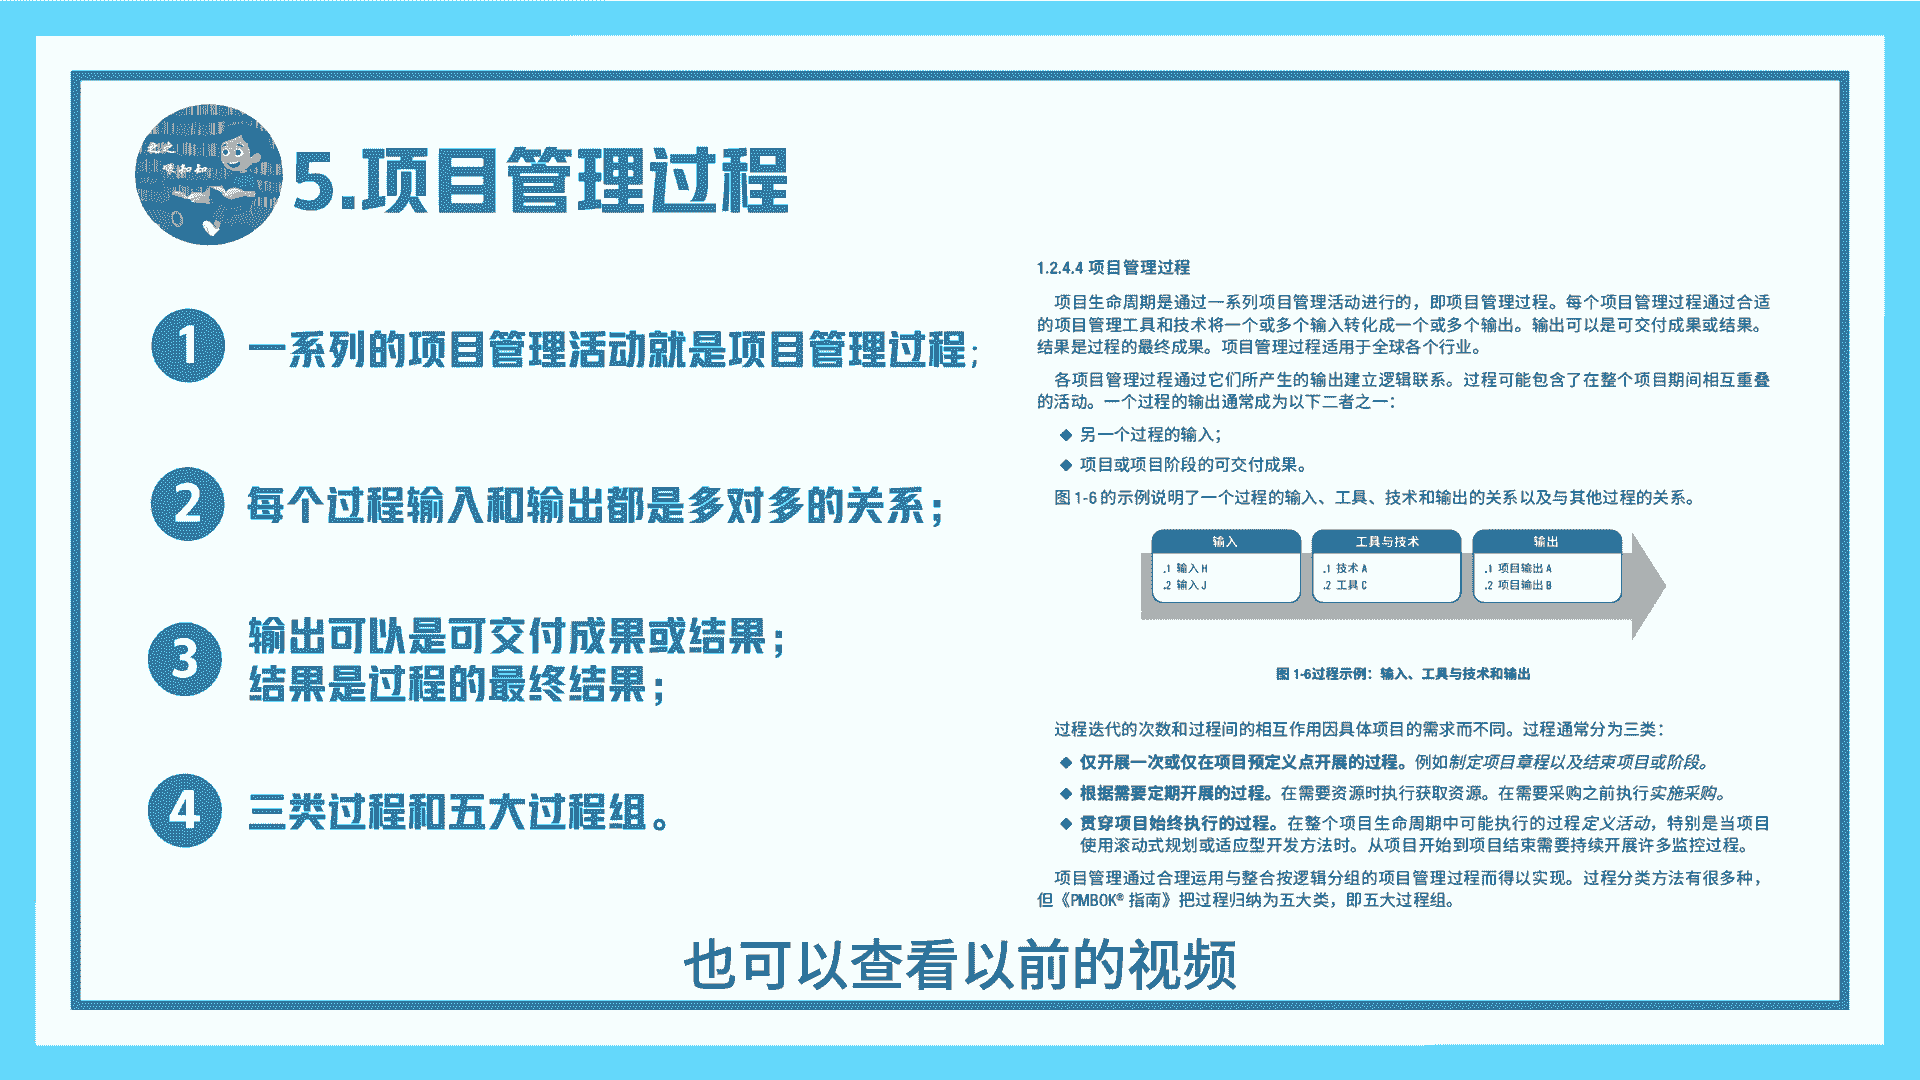 5.项目管理过程
1 一系列的项目管理活动就是项目管理过程;
2 每个过程输入和输出都是多对多的关系；
3 输出可以是可交付成果或结果；
结果是过程的最终结果；
4 三类过程和五大过程组。
1.2.4.4 项目管理过程
项目生命周期是通过一系列项目管理活动进行的，即项目管理过程。每个项目管理过程通过合适
的项目管理工具和技术将一个或多个输入转化成一个或多个输出。输出可以是可交付成果或结果。
结果是过程的最终成果。项目管理过程适用于全球各个行业。
各项目管理过程通过它们所产生的输出建立逻辑联系。过程可能包含了在整个项目期间相互重叠
的活动。一个过程的输出通常成为以下二者之一：
◆ 另一个过程的输入；
◆ 项目或项目阶段的可交付成果。
图 1-6 的示例说明了一个过程的输入、工具、技术和输出的关系以及与其他过程的关系。
输入 工具与技术 输出
.1 输入 H .1 技术 A .1 项目输出 A
.2 输入 J .2 工具 C .2 项目输出 B
图 1-6过程示例：输入、工具与技术和输出
过程迭代的次数和过程间的相互作用因具体项目的需求而不同。过程通常分为三类：
◆ 仅开展一次或仅在项目预定义点开展的过程。例如制定项目章程以及结束项目或阶段。
◆ 根据需要定期开展的过程。在需要资源时执行获取资源。在需要采购之前执行实施采购。
◆ 贯穿项目始终执行的过程。在整个项目生命周期中可能执行的过程定义活动，特别是当项目
使用滚动式规划或适应型开发方法时。从项目开始到项目结束需要持续开展许多监控过程。
项目管理通过合理运用与整合按逻辑分组的项目管理过程而得以实现。过程分类方法有很多种，
但《PMBOK® 指南》把过程归纳为五大类，即五大过程组。
也可以查看以前的视频